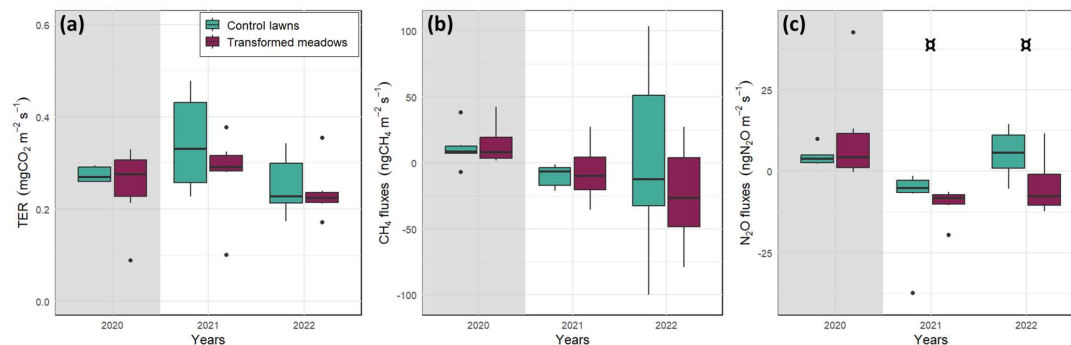 (a)
Control lawns
Transformed meadows
TER (mgCO₂ m⁻² s⁻¹)
0.6
0.4
0.2
0.0
2020 2021 2022
Years
(b)
CH₄ fluxes (ngCH₄ m⁻² s⁻¹)
100
50
0
-50
-100
2020 2021 2022
Years
(c)
¤ ¤
N₂O fluxes (ngN₂O m⁻² s⁻¹)
25
0
-25
2020 2021 2022
Years